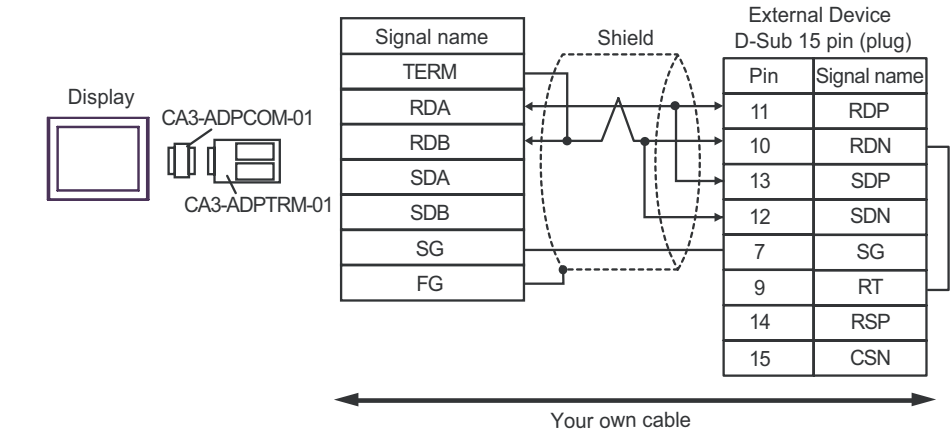 External Device
D-Sub 15 pin (plug)
Display
CA3-ADPCOM-01
CA3-ADPTRM-01
Signal name
TERM
RDA
RDB
SDA
SDB
SG
FG
Shield
Pin Signal name
11 RDP
10 RDN
13 SDP
12 SDN
7 SG
9 RT
14 RSP
15 CSN
Your own cable